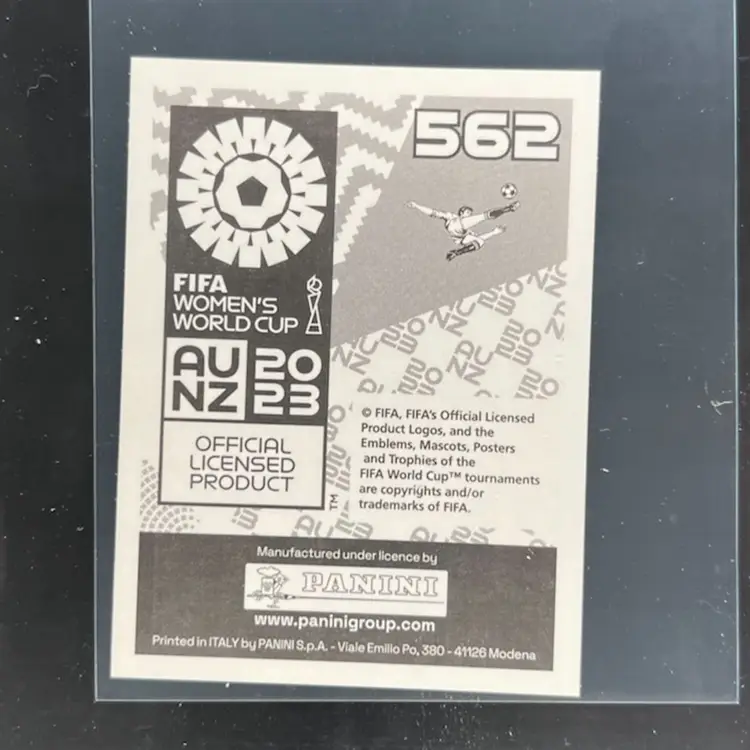 562
FIFA
WOMEN'S
WORLD CUP
AU 20
NZ 23
OFFICIAL
LICENSED
PRODUCT
TM
© FIFA, FIFA's Official Licensed
Product Logos, and the
Emblems, Mascots, Posters
and Trophies of the
FIFA World Cup™ tournaments
are copyrights and/or
trademarks of FIFA.
Manufactured under licence by
PANINI
www.paninigroup.com
Printed in ITALY by PANINI S.p.A. - Viale Emilio Po, 380 - 41126 Modena